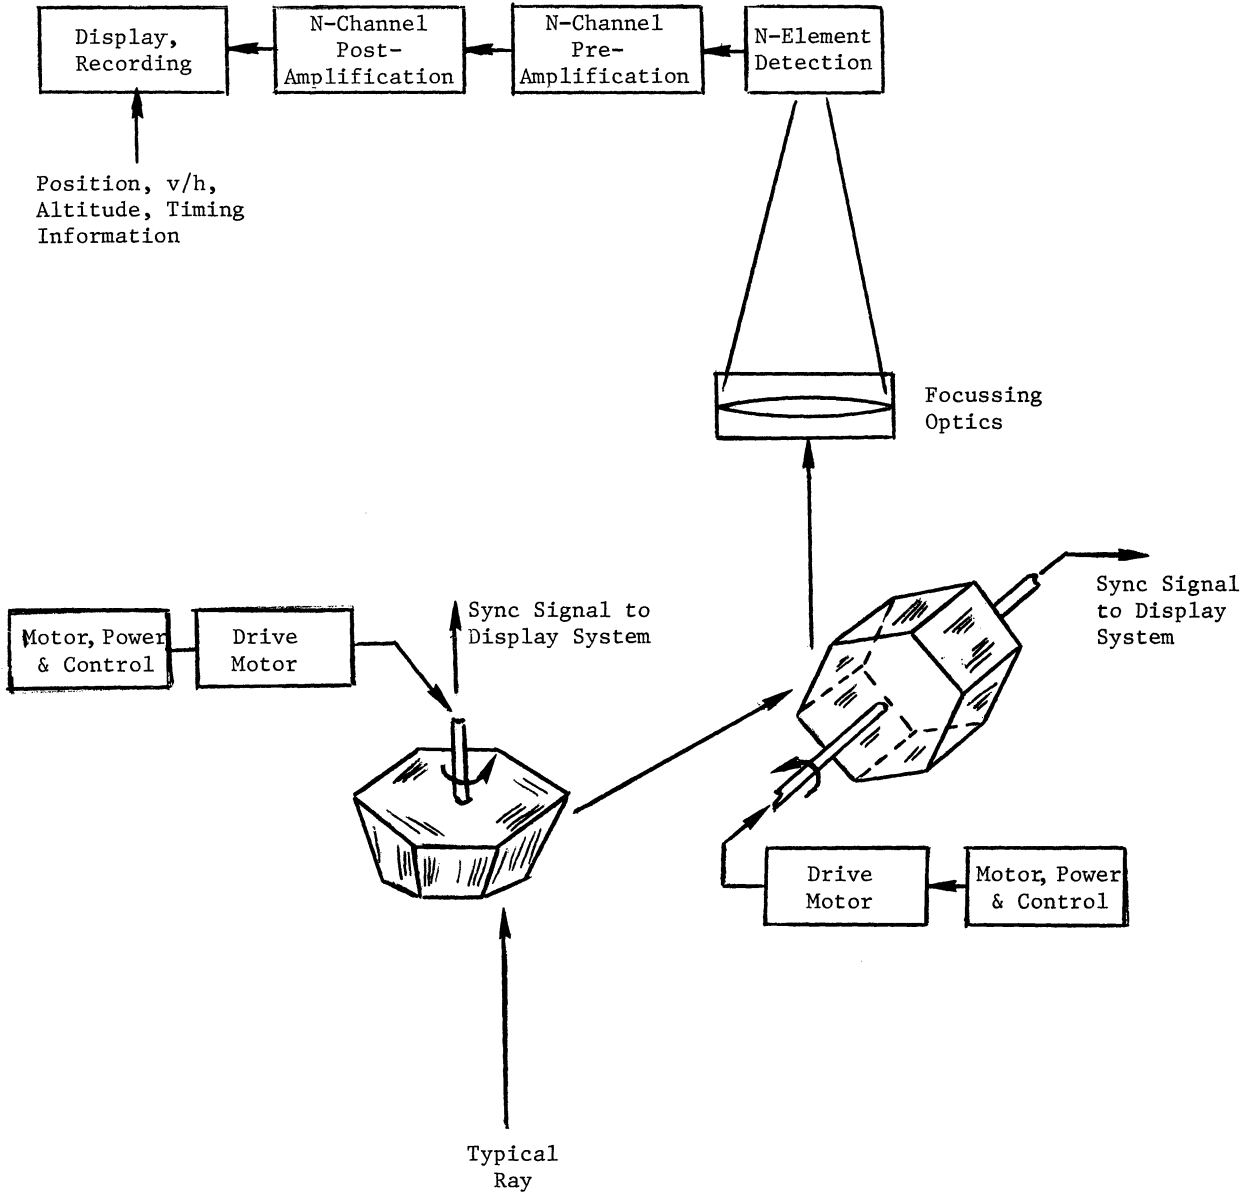 Display,
Recording
N-Channel
Post-
Amplification
N-Channel
Pre-
Amplification
N-Element
Detection
Position, v/h,
Altitude, Timing
Information
Focussing
Optics
Sync Signal
to Display
System
Sync Signal to
Display System
Motor, Power
& Control
Drive
Motor
Drive
Motor
Motor, Power
& Control
Typical
Ray